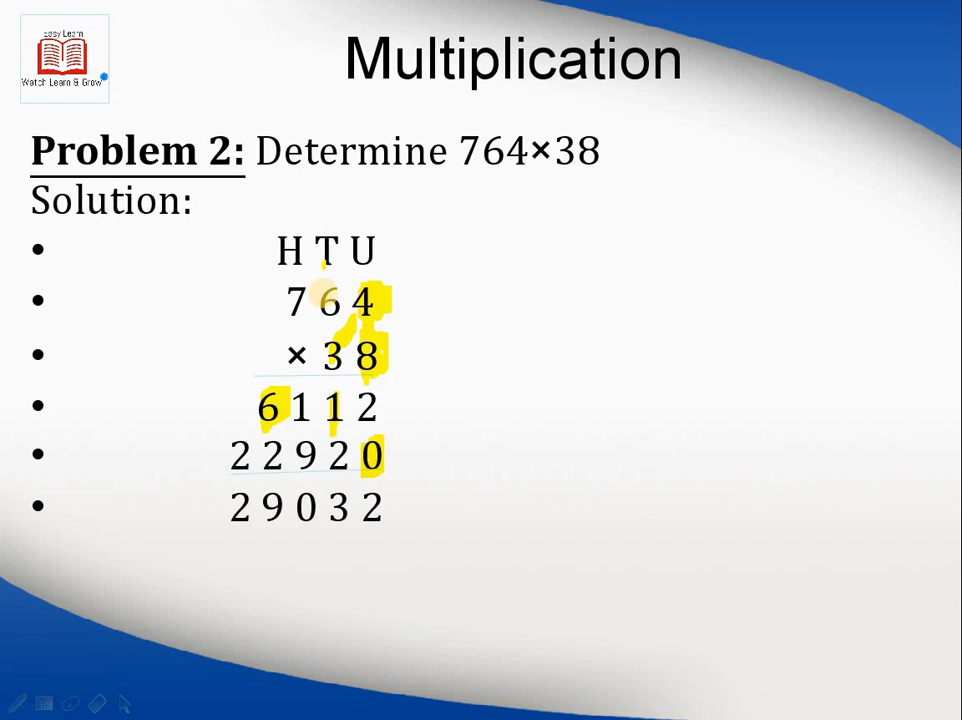 Easy Learn
Watch Learn & Grow
Multiplication
Problem 2: Determine 764×38
Solution:
• H T U
• 7 6 4
• × 3 8
• 6 1 1 2
• 2 2 9 2 0
• 2 9 0 3 2